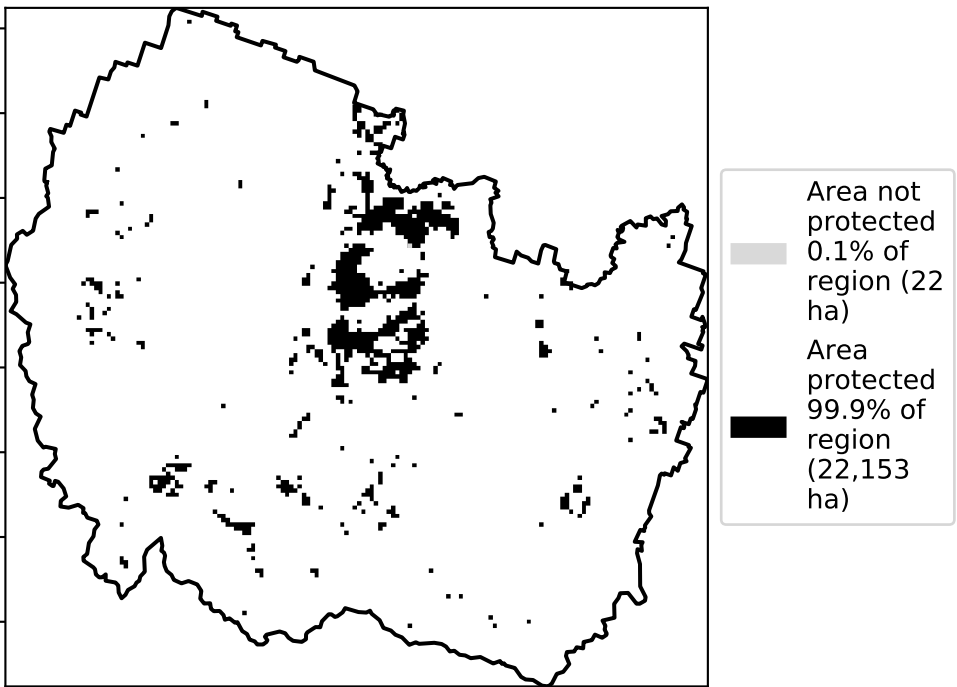 Area not
protected
0.1% of
region (22
ha)
Area
protected
99.9% of
region
(22,153
ha)